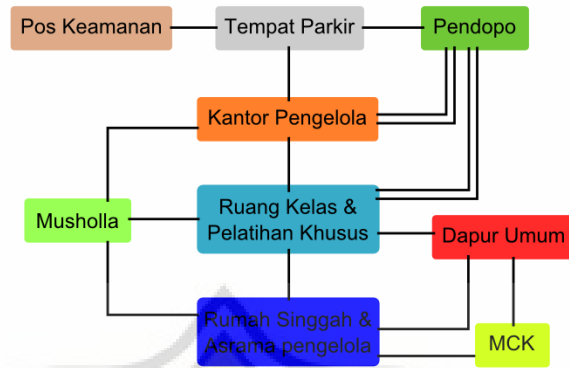 Pos Keamanan
Tempat Parkir
Pendopo
Kantor Pengelola
Musholla
Ruang Kelas &
Pelatihan Khusus
Dapur Umum
Rumah Singgah &
Asrama pengelola
MCK